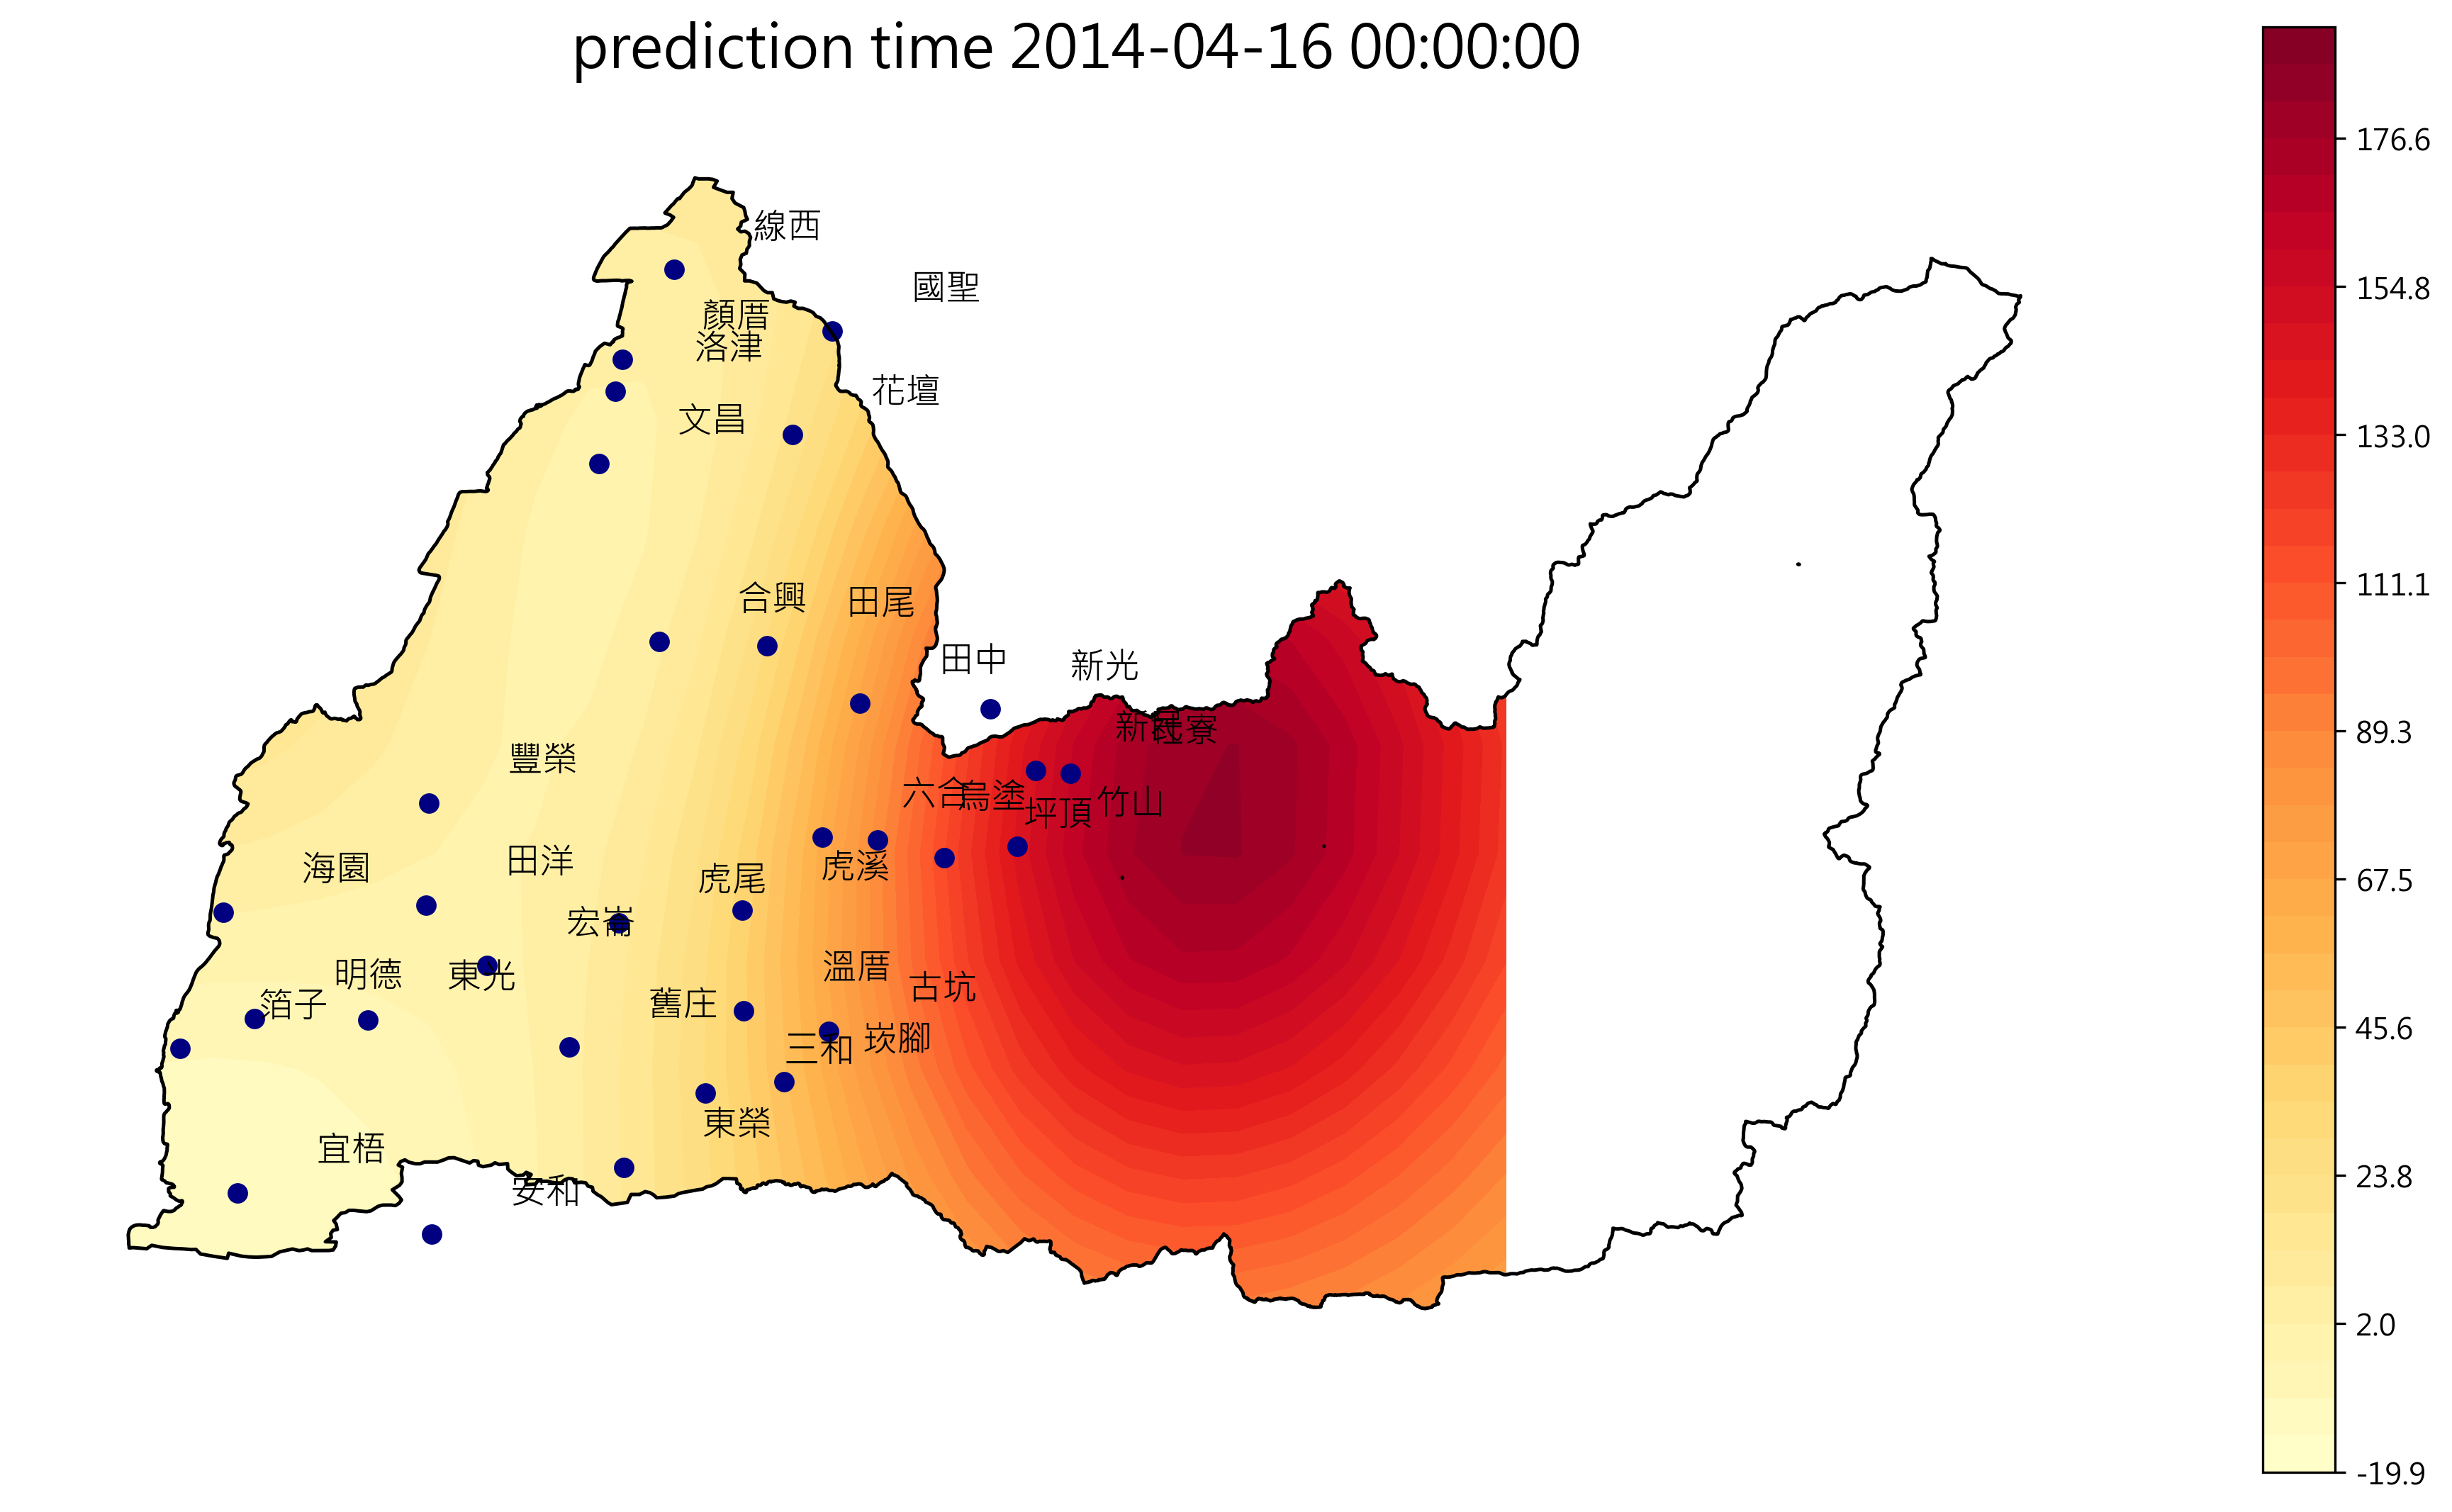 prediction time 2014-04-16 00:00:00
線西
國聖
顏厝
洛津
花壇
文昌
合興
田尾
田中
新光
新民
社寮
豐榮
六合
烏塗
坪頂
竹山
海園
田洋
虎尾
虎溪
宏崙
明德
東光
溫厝
古坑
箔子
舊庄
三和
崁腳
東榮
宜梧
安和
176.6
154.8
133.0
111.1
89.3
67.5
45.6
23.8
2.0
-19.9